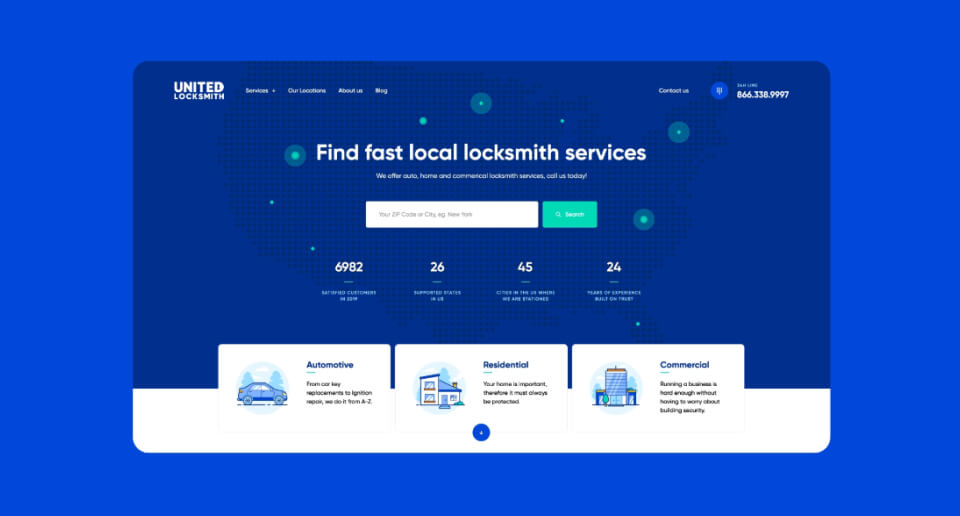 UNITED
LOCKSMITH
Services +
Our Locations
About us
Blog
Contact us
24H LINE
866.338.9997
Find fast local locksmith services
We offer auto, home and commerical locksmith services, call us today!
Your ZIP Code or City, eg. New York
Search
6982
SATISFIED CUSTOMERS
IN 2019
26
SUPPORTED STATES
IN US
45
CITIES IN THE US WHERE
WE ARE STATIONED
24
YEARS OF EXPERIENCE
BUILT ON TRUST
Automotive
From car key
replacements to ignition
repair, we do it from A-Z.
Residential
Your home is important,
therefore it must always
be protected.
Commercial
Running a business is
hard enough without
having to worry about
building security.